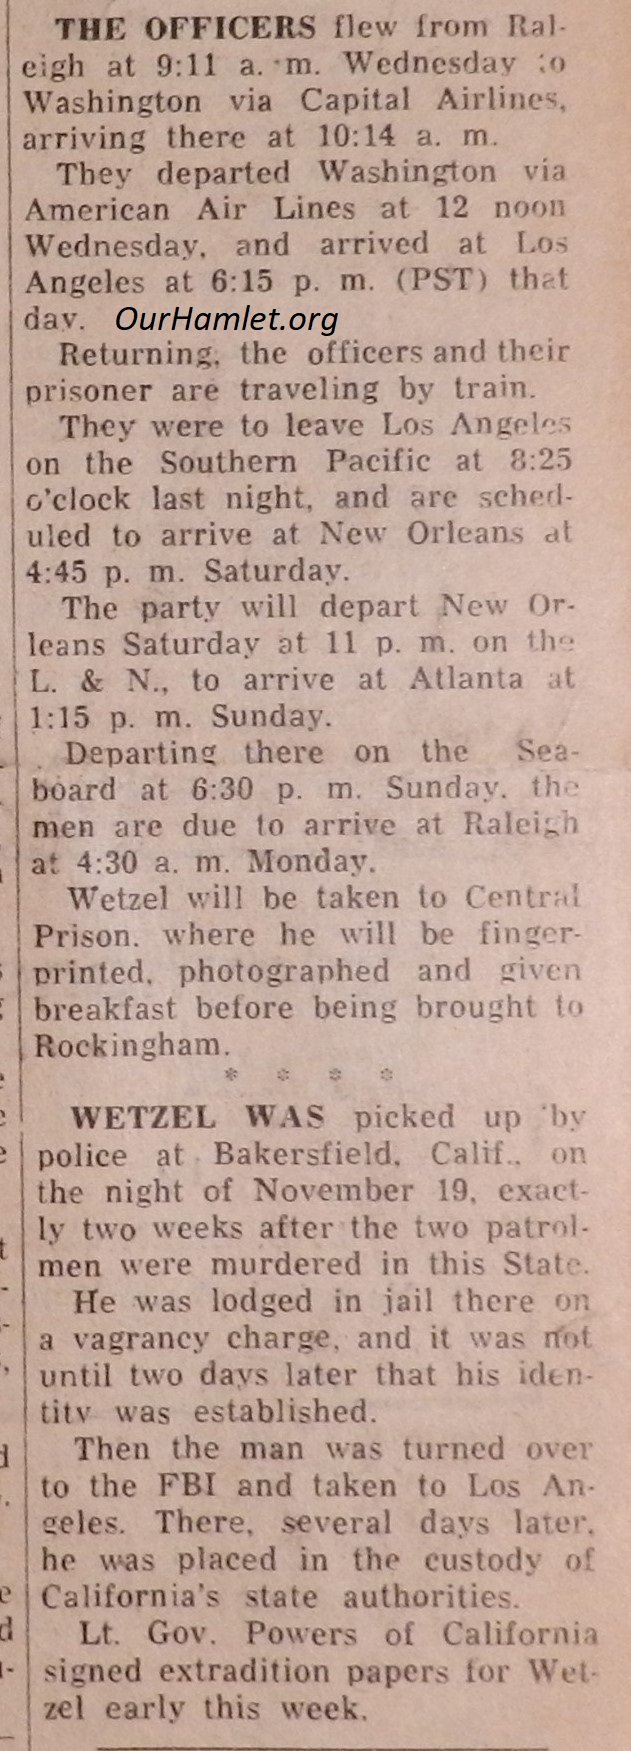 THE OFFICERS flew from Ral-
eigh at 9:11 a. m. Wednesday to
Washington via Capital Airlines,
arriving there at 10:14 a. m.
They departed Washington via
American Air Lines at 12 noon
Wednesday, and arrived at Los
Angeles at 6:15 p. m. (PST) that
day. OurHamlet.org
Returning, the officers and their
prisoner are traveling by train.
They were to leave Los Angeles
on the Southern Pacific at 8:25
o'clock last night, and are sched-
uled to arrive at New Orleans at
4:45 p. m. Saturday.
The party will depart New Or-
leans Saturday at 11 p. m. on the
L. & N., to arrive at Atlanta at
1:15 p. m. Sunday.
Departing there on the Sea-
board at 6:30 p. m. Sunday, the
men are due to arrive at Raleigh
at 4:30 a. m. Monday.
Wetzel will be taken to Central
Prison, where he will be finger-
printed, photographed and given
breakfast before being brought to
Rockingham.
* * * *
WETZEL WAS picked up by
police at Bakersfield, Calif., on
the night of November 19, exact-
ly two weeks after the two patrol-
men were murdered in this State.
He was lodged in jail there on
a vagrancy charge, and it was not
until two days later that his iden-
tity was established.
Then the man was turned over
to the FBI and taken to Los An-
geles. There, several days later,
he was placed in the custody of
California's state authorities.
Lt. Gov. Powers of California
signed extradition papers for Wet-
zel early this week.